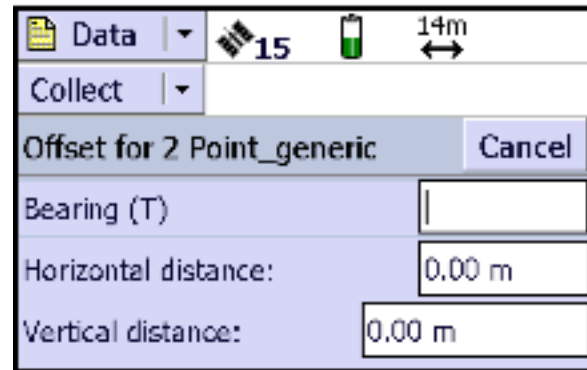 Data 15 14m
Collect
Offset for 2 Point_generic Cancel
Bearing (T)
Horizontal distance: 0.00 m
Vertical distance: 0.00 m